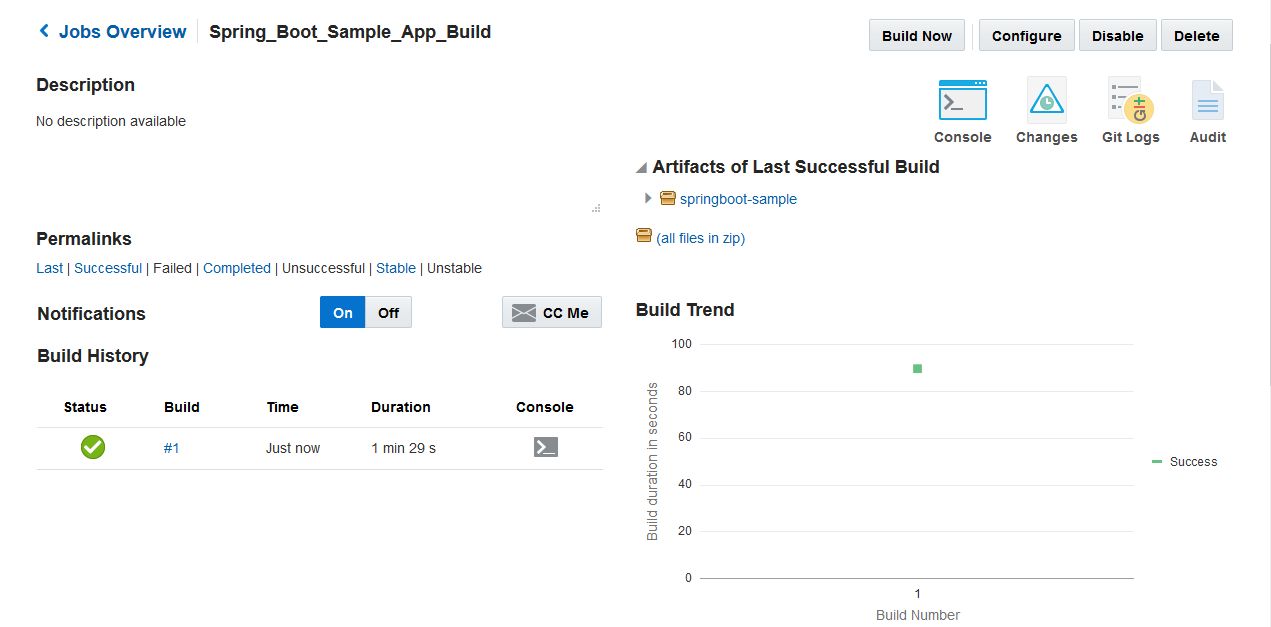 Jobs Overview Spring_Boot_Sample_App_Build
Build Now Configure Disable Delete
Description
No description available
Console Changes Git Logs Audit
Artifacts of Last Successful Build
springboot-sample
(all files in zip)
Permalinks
Last | Successful | Failed | Completed | Unsuccessful | Stable | Unstable
Notifications On Off CC Me
Build History
Status Build Time Duration Console
#1 Just now 1 min 29 s
Build Trend
100
80
60
40
20
0
Build duration in seconds
1
Build Number
Success